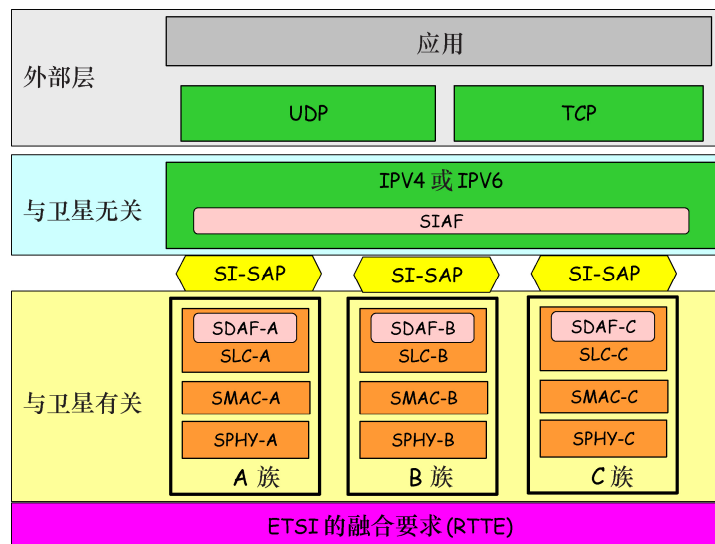 应用
外部层
UDP
TCP
与卫星无关
IPV4 或 IPV6
SIAF
SI-SAP
SI-SAP
SI-SAP
与卫星有关
SDAF-A
SLC-A
SMAC-A
SPHY-A
A 族
SDAF-B
SLC-B
SMAC-B
SPHY-B
B 族
SDAF-C
SLC-C
SMAC-C
SPHY-C
C 族
ETSI 的融合要求 (RTTE)